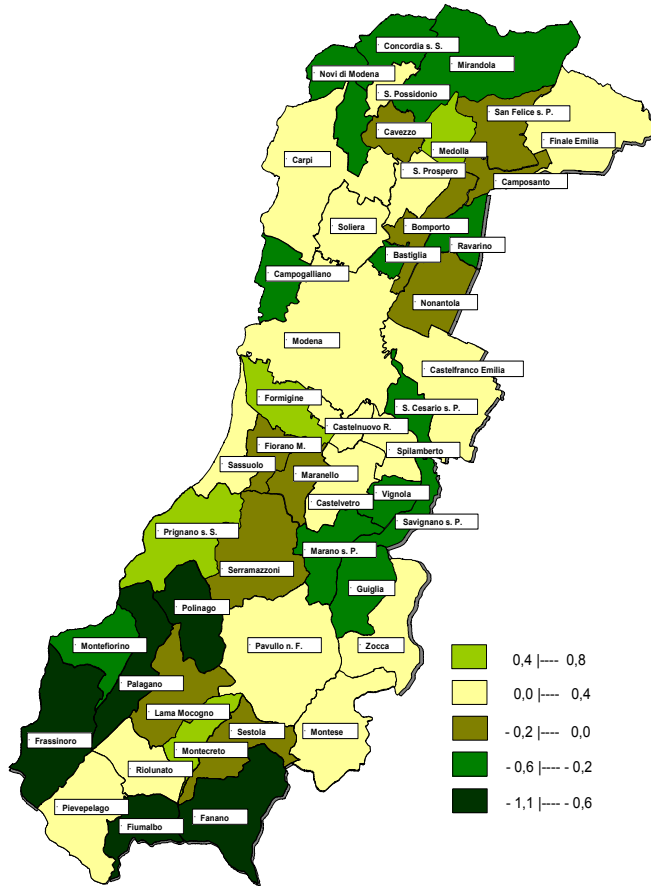 Concordia s. S.
Mirandola
Novi di Modena
S. Possidonio
San Felice s. P.
Cavezzo
Finale Emilia
Medolla
Carpi
S. Prospero
Camposanto
Soliera
Bomporto
Ravarino
Bastiglia
Campogalliano
Nonantola
Modena
Castelfranco Emilia
Formigine
S. Cesario s. P.
Castelnuovo R.
Fiorano M.
Spilamberto
Sassuolo
Maranello
Vignola
Castelvetro
Savignano s. P.
Prignano s. S.
Marano s. P.
Serramazzoni
Guiglia
Polinago
Montefiorino
Pavullo n. F.
Zocca
Palagano
Lama Mocogno
Sestola
Montese
Frassinoro
Montecreto
Riolunato
Pievepelago
Fanano
Fiumalbo
0,4 |---- 0,8
0,0 |---- 0,4
- 0,2 |---- 0,0
- 0,6 |---- - 0,2
- 1,1 |---- - 0,6